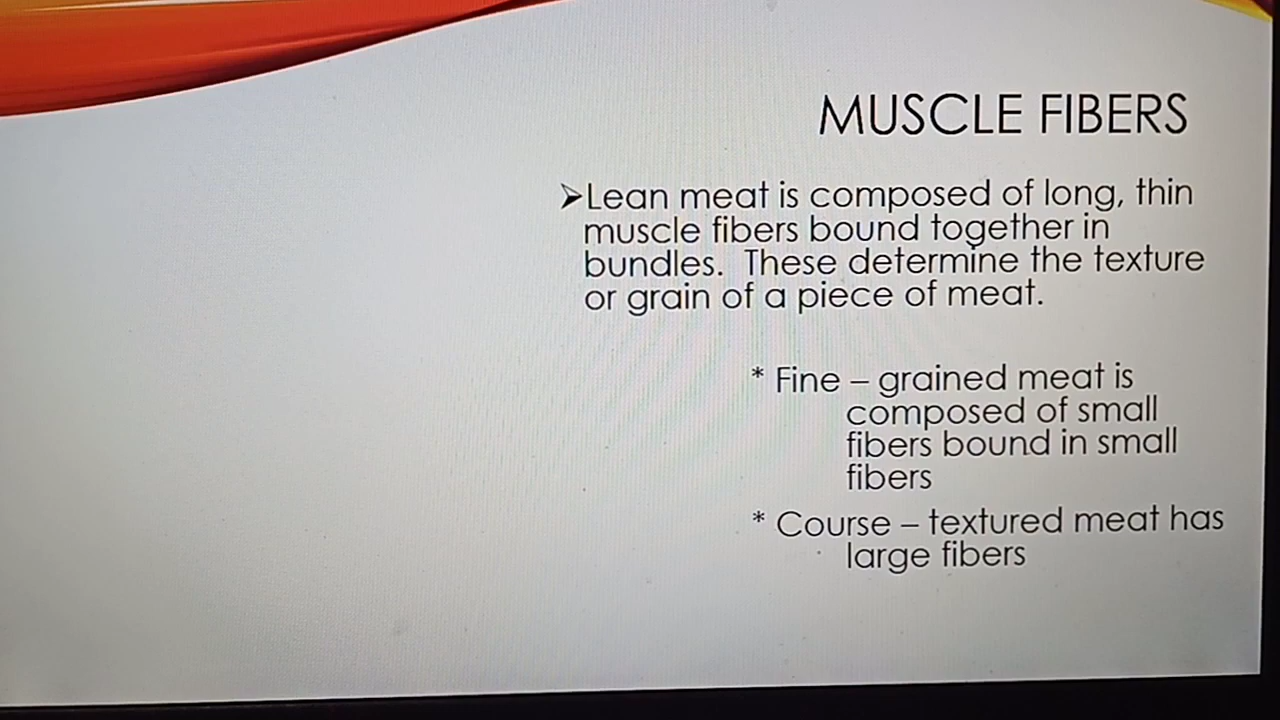 MUSCLE FIBERS
➢Lean meat is composed of long, thin
muscle fibers bound together in
bundles.  These determine the texture
or grain of a piece of meat.
* Fine – grained meat is
composed of small
fibers bound in small
fibers
* Course – textured meat has
large fibers